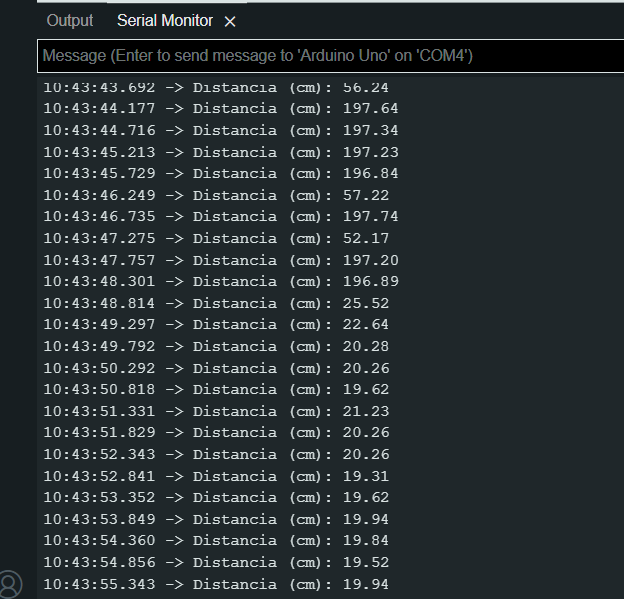 Output Serial Monitor ×
Message (Enter to send message to 'Arduino Uno' on 'COM4')
10:43:43.692 -> Distancia (cm): 56.24
10:43:44.177 -> Distancia (cm): 197.64
10:43:44.716 -> Distancia (cm): 197.34
10:43:45.213 -> Distancia (cm): 197.23
10:43:45.729 -> Distancia (cm): 196.84
10:43:46.249 -> Distancia (cm): 57.22
10:43:46.735 -> Distancia (cm): 197.74
10:43:47.275 -> Distancia (cm): 52.17
10:43:47.757 -> Distancia (cm): 197.20
10:43:48.301 -> Distancia (cm): 196.89
10:43:48.814 -> Distancia (cm): 25.52
10:43:49.297 -> Distancia (cm): 22.64
10:43:49.792 -> Distancia (cm): 20.28
10:43:50.292 -> Distancia (cm): 20.26
10:43:50.818 -> Distancia (cm): 19.62
10:43:51.331 -> Distancia (cm): 21.23
10:43:51.829 -> Distancia (cm): 20.26
10:43:52.343 -> Distancia (cm): 20.26
10:43:52.841 -> Distancia (cm): 19.31
10:43:53.352 -> Distancia (cm): 19.62
10:43:53.849 -> Distancia (cm): 19.94
10:43:54.360 -> Distancia (cm): 19.84
10:43:54.856 -> Distancia (cm): 19.52
10:43:55.343 -> Distancia (cm): 19.94